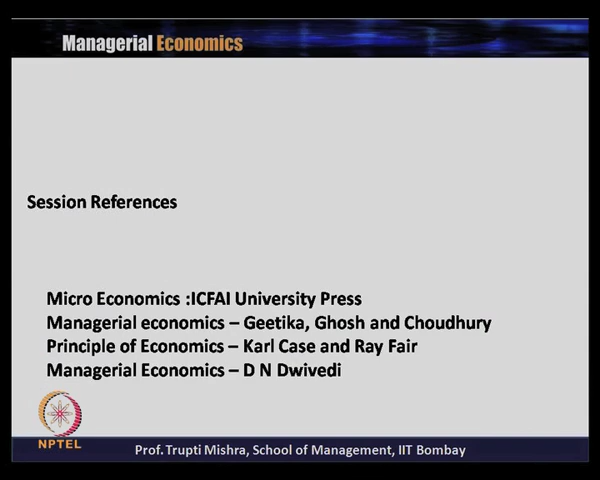 Managerial Economics
Session References
Micro Economics :ICFAI University Press
Managerial economics – Geetika, Ghosh and Choudhury
Principle of Economics – Karl Case and Ray Fair
Managerial Economics – D N Dwivedi
NPTEL
Prof. Trupti Mishra, School of Management, IIT Bombay